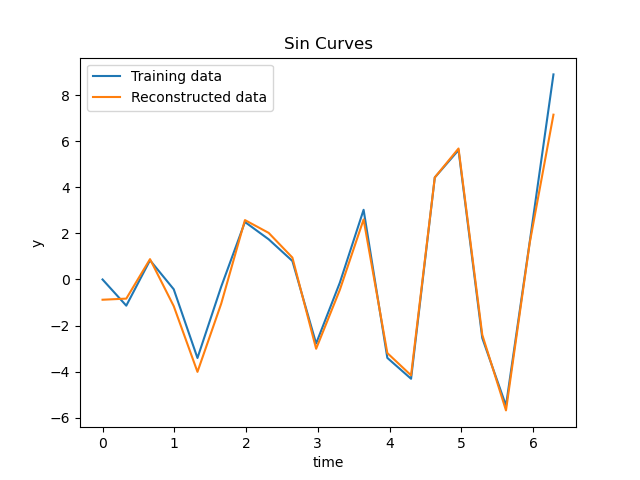 Sin Curves
Training data
Reconstructed data
8
6
4
2
0
−2
−4
−6
y
0 1 2 3 4 5 6
time